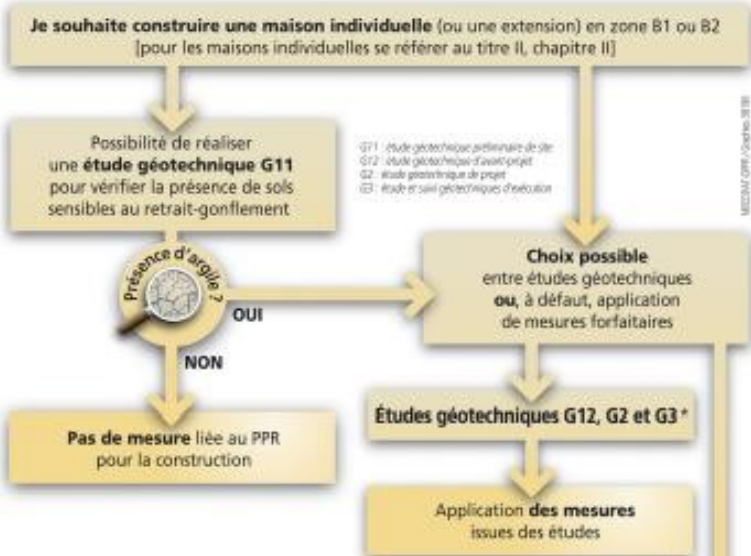 Je souhaite construire une maison individuelle (ou une extension) en zone B1 ou B2
[pour les maisons individuelles se référer au titre II, chapitre II]
Possibilité de réaliser
une étude géotechnique G11
pour vérifier la présence de sols
sensibles au retrait-gonflement
G11 : étude géotechnique préliminaire de site
G12 : étude géotechnique d'avant-projet
G2 : étude géotechnique de projet
G3 : étude et suivi géotechniques d'exécution
Présence d'argile ?
OUI
NON
Choix possible
entre études géotechniques
ou, à défaut, application
de mesures forfaitaires
Pas de mesure liée au PPR
pour la construction
Études géotechniques G12, G2 et G3*
Application des mesures
issues des études